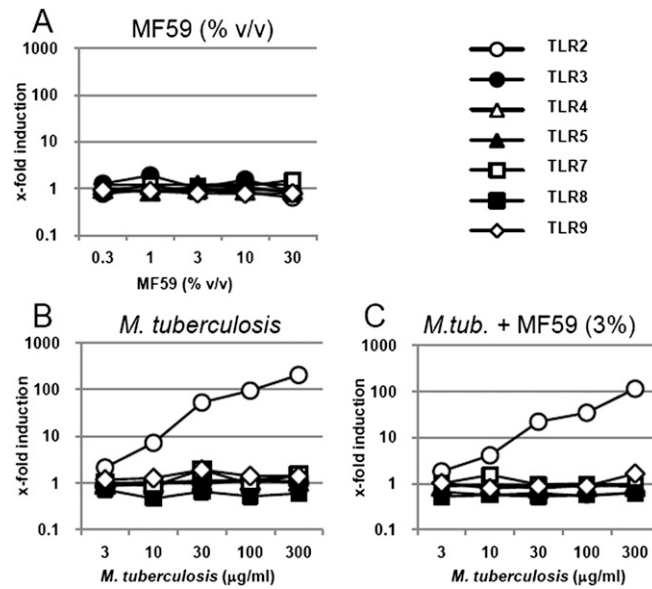 A
MF59 (% v/v)
1000
100
10
1
0.1
x-fold induction
0.3 1 3 10 30
MF59 (% v/v)
TLR2
TLR3
TLR4
TLR5
TLR7
TLR8
TLR9
B
M. tuberculosis
1000
100
10
1
0.1
x-fold induction
3 10 30 100 300
M. tuberculosis (µg/ml)
C
M.tub. + MF59 (3%)
1000
100
10
1
0.1
x-fold induction
3 10 30 100 300
M. tuberculosis (µg/ml)